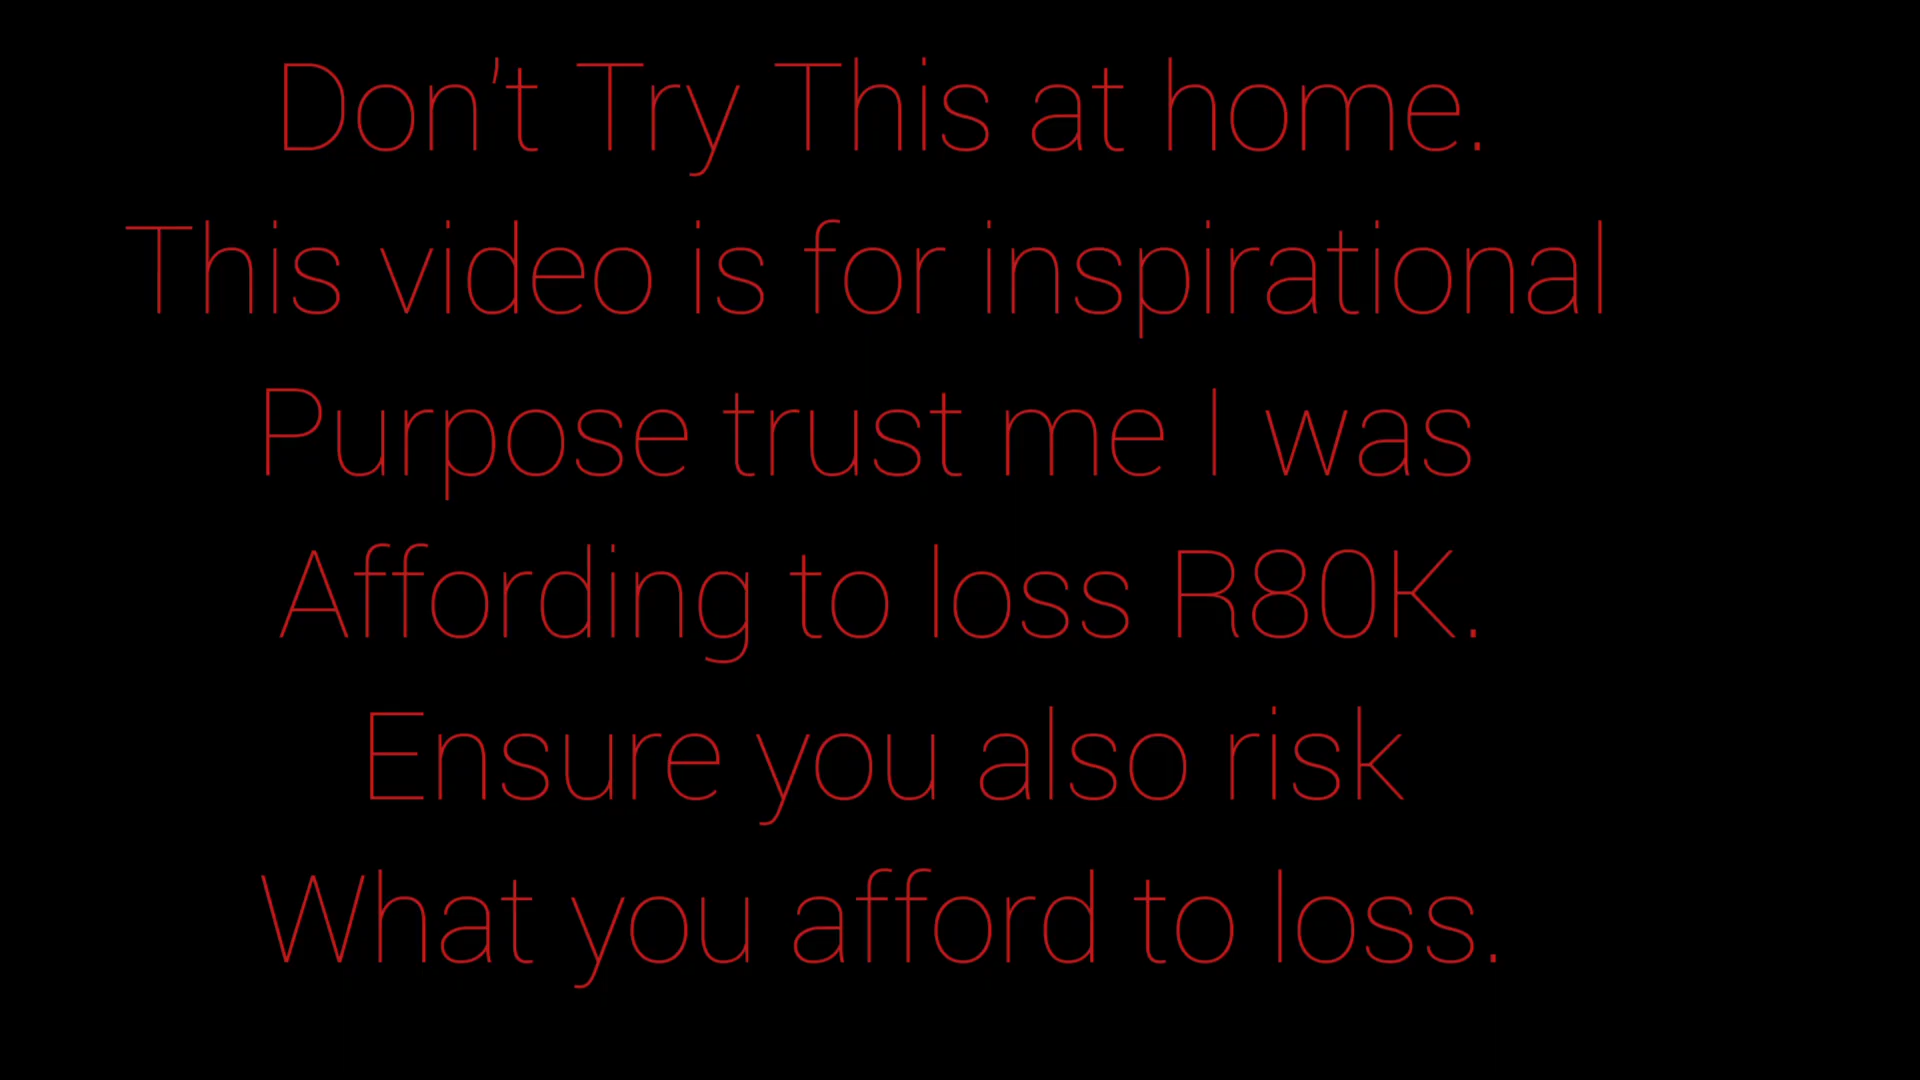 Don't Try This at home.
This video is for inspirational
Purpose trust me I was
Affording to loss R80K.
Ensure you also risk
What you afford to loss.